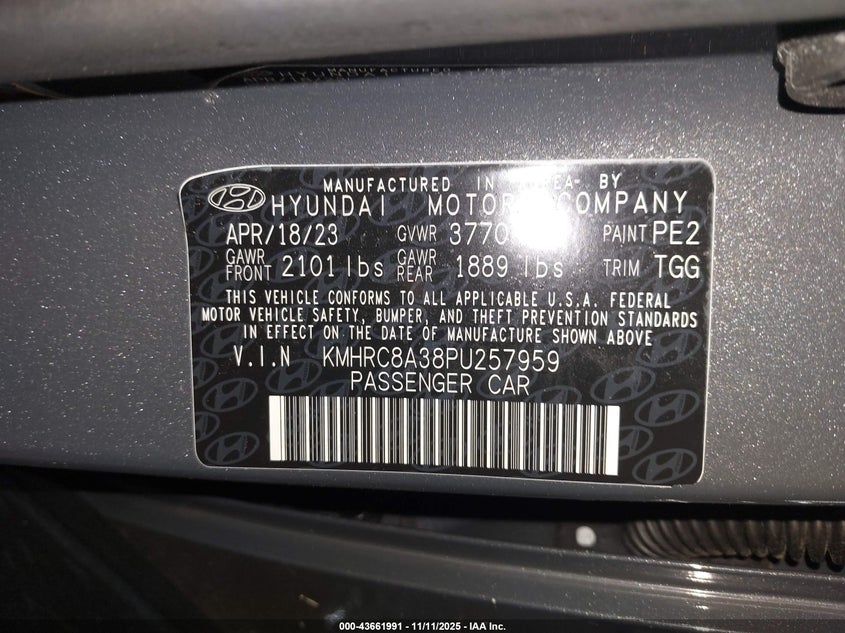 MANUFACTURED IN BY
HYUNDAI MOTOR COMPANY
APR/18/23 GVWR PAINT PE2
GAWR FRONT 2101 lbs GAWR REAR 1889 lbs TRIM TGG
THIS VEHICLE CONFORMS TO ALL APPLICABLE U.S.A. FEDERAL
MOTOR VEHICLE SAFETY, BUMPER, AND THEFT PREVENTION STANDARDS
IN EFFECT ON THE DATE OF MANUFACTURE SHOWN ABOVE
V.I.N KMHRC8A38PU257959
PASSENGER CAR
000-43661991 - 11/11/2025 - IAA Inc.